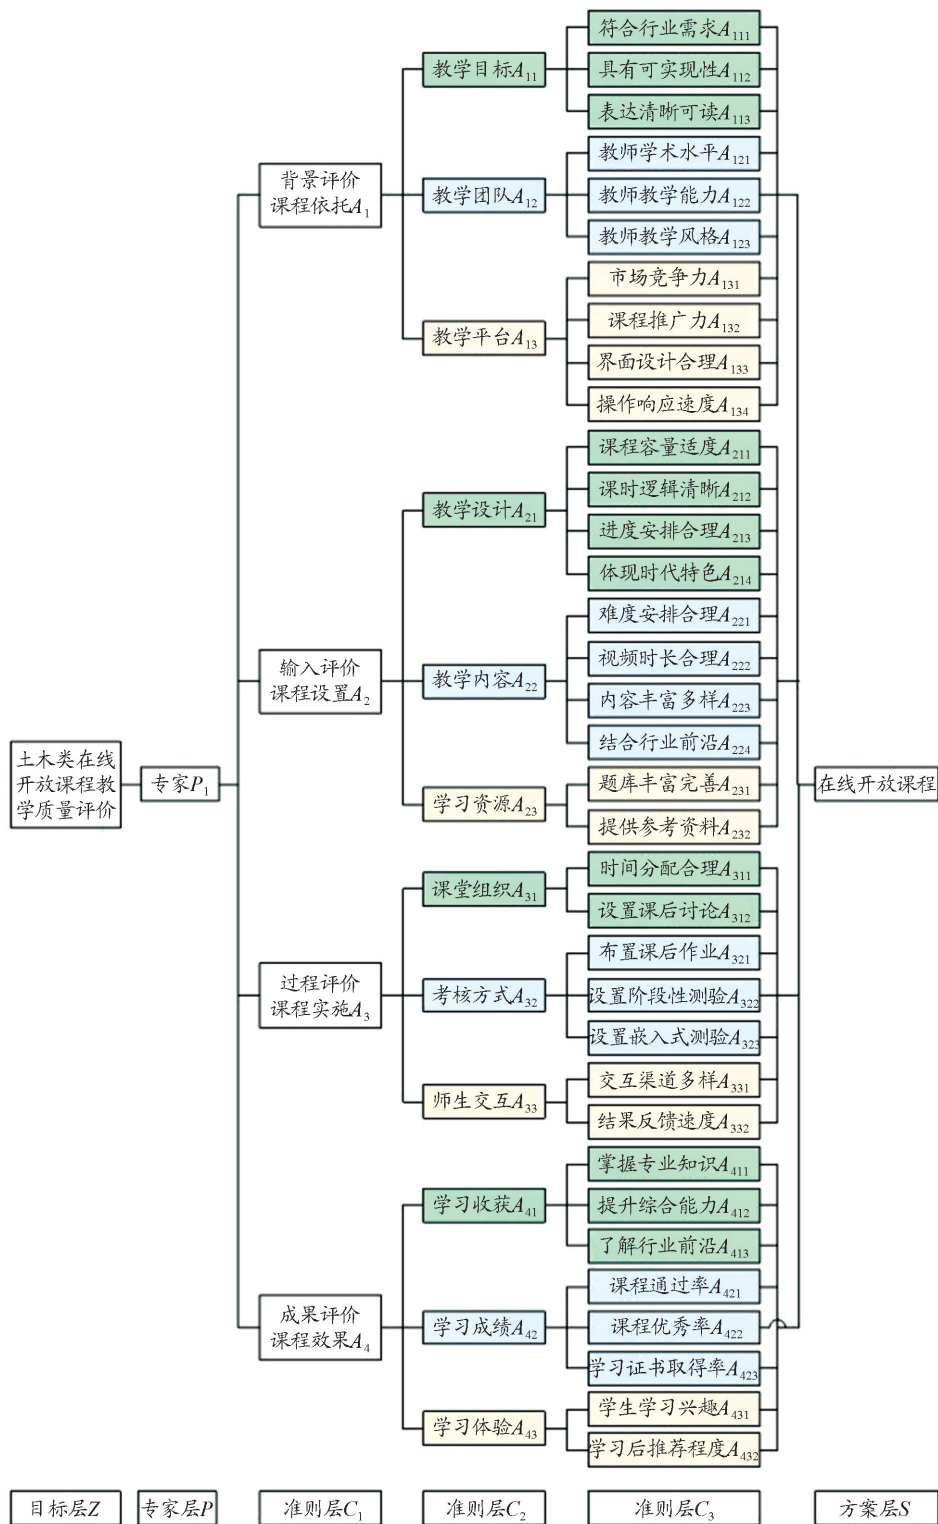 土木类在线
开放课程教
学质量评价
专家P₁
背景评价
课程依托A₁
教学目标A₁₁
符合行业需求A₁₁₁
具有可实现性A₁₁₂
表达清晰可读A₁₁₃
教学团队A₁₂
教师学术水平A₁₂₁
教师教学能力A₁₂₂
教师教学风格A₁₂₃
教学平台A₁₃
市场竞争力A₁₃₁
课程推广力A₁₃₂
界面设计合理A₁₃₃
操作响应速度A₁₃₄
输入评价
课程设置A₂
教学设计A₂₁
课程容量适度A₂₁₁
课时逻辑清晰A₂₁₂
进度安排合理A₂₁₃
体现时代特色A₂₁₄
教学内容A₂₂
难度安排合理A₂₂₁
视频时长合理A₂₂₂
内容丰富多样A₂₂₃
结合行业前沿A₂₂₄
学习资源A₂₃
题库丰富完善A₂₃₁
提供参考资料A₂₃₂
过程评价
课程实施A₃
课堂组织A₃₁
时间分配合理A₃₁₁
设置课后讨论A₃₁₂
考核方式A₃₂
布置课后作业A₃₂₁
设置阶段性测验A₃₂₂
设置嵌入式测验A₃₂₃
师生交互A₃₃
交互渠道多样A₃₃₁
结果反馈速度A₃₃₂
成果评价
课程效果A₄
学习收获A₄₁
掌握专业知识A₄₁₁
提升综合能力A₄₁₂
了解行业前沿A₄₁₃
学习成绩A₄₂
课程通过率A₄₂₁
课程优秀率A₄₂₂
学习证书取得率A₄₂₃
学习体验A₄₃
学生学习兴趣A₄₃₁
学习后推荐程度A₄₃₂
在线开放课程
目标层Z
专家层P
准则层C₁
准则层C₂
准则层C₃
方案层S